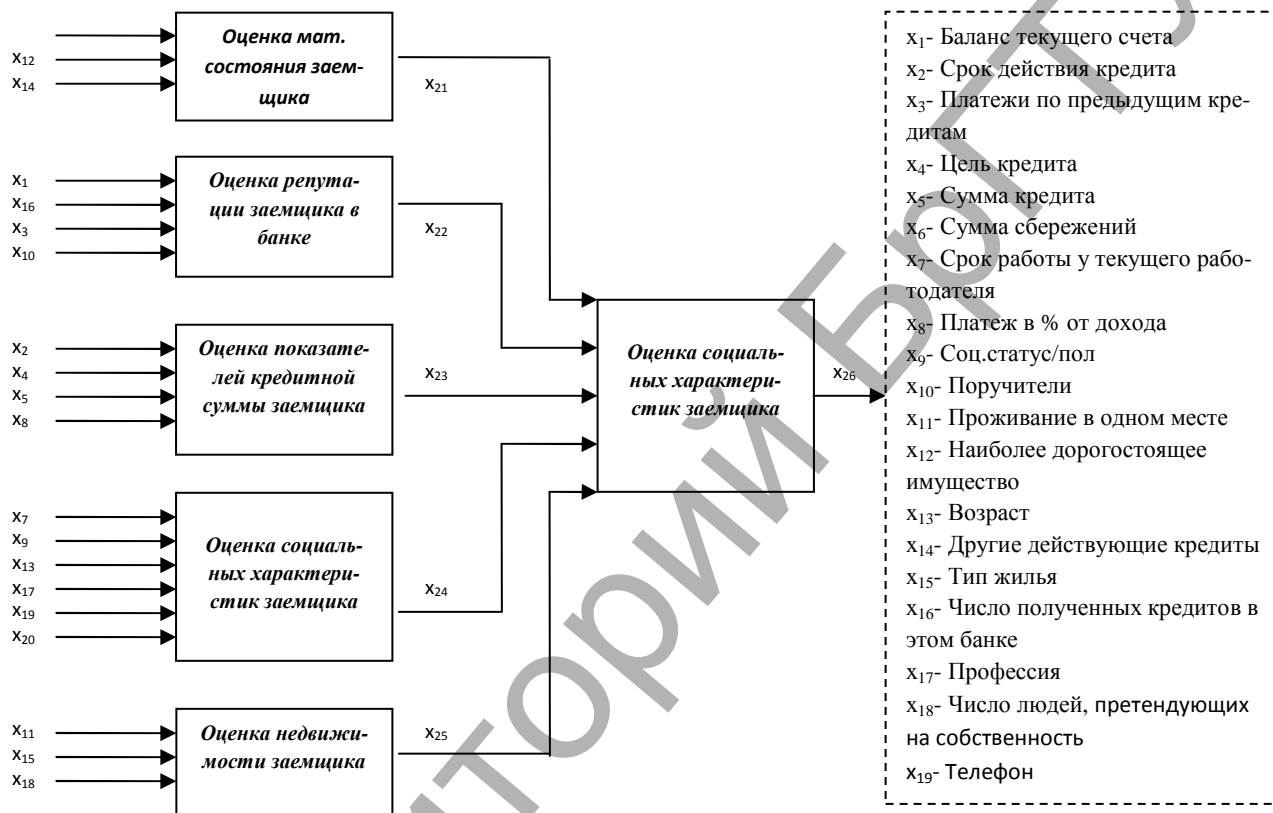 x12
x14
Оценка мат.
состояния заем-
щика
x21
x1
x16
x3
x10
Оценка репута-
ции заемщика в
банке
x22
x2
x4
x5
x8
Оценка показате-
лей кредитной
суммы заемщика
x23
x7
x9
x13
x17
x19
x20
Оценка социаль-
ных характери-
стик заемщика
x24
x11
x15
x18
Оценка недвижи-
мости заемщика
x25
Оценка социаль-
ных характери-
стик заемщика
x26
x1- Баланс текущего счета
x2- Срок действия кредита
x3- Платежи по предыдущим кре-
дитам
x4- Цель кредита
x5- Сумма кредита
x6- Сумма сбережений
x7- Срок работы у текущего рабо-
тодателя
x8- Платеж в % от дохода
x9- Соц.статус/пол
x10- Поручители
x11- Проживание в одном месте
x12- Наиболее дорогостоящее
имущество
x13- Возраст
x14- Другие действующие кредиты
x15- Тип жилья
x16- Число полученных кредитов в
этом банке
x17- Профессия
x18- Число людей, претендующих
на собственность
x19- Телефон
торий БрГТУ